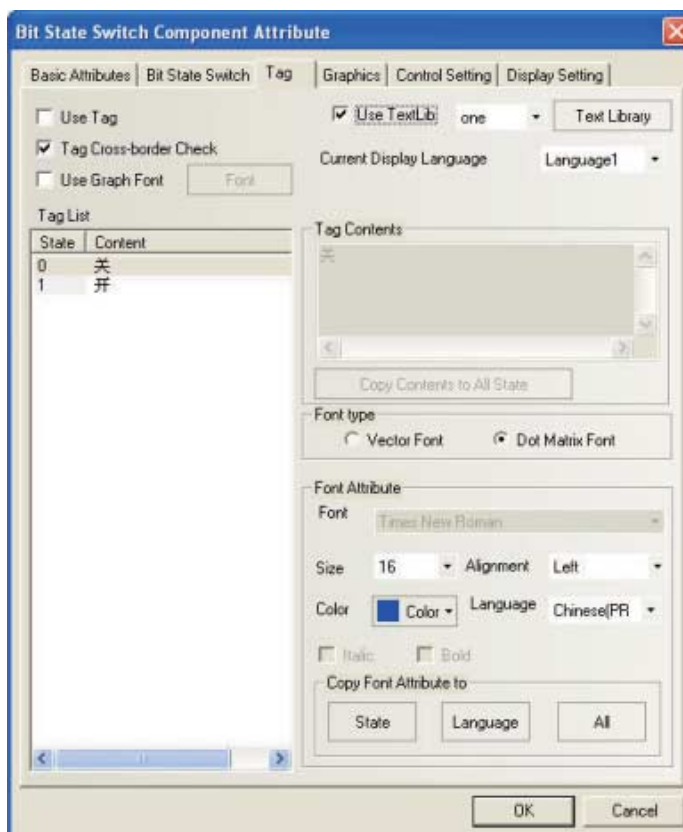 Bit State Switch Component Attribute
Basic Attributes Bit State Switch Tag Graphics Control Setting Display Setting
Use Tag
Tag Cross-border Check
Use Graph Font Font
Tag List
State Content
0 关
1 开
Use TextLib one Text Library
Current Display Language Language1
Tag Contents
关
Copy Contents to All State
Font type
Vector Font Dot Matrix Font
Font Attribute
Font Times New Roman
Size 16 Alignment Left
Color Color Language Chinese(PR
Italic Bold
Copy Font Attribute to
State Language All
OK Cancel